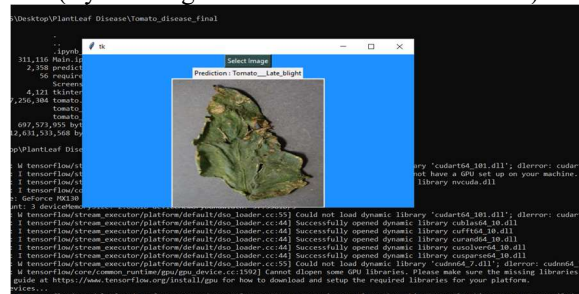 S\Desktop\PlantLeaf Disease\Tomato_disease_final
.
..
.ipynb_
311,116 Main.ip
2,358 predict
56 require
Screens
4,121 tkinter
7,256,304 tomato.
tomato_
tomato_
697,573,955 byt
12,631,533,568 byt
tk
Select Image
Prediction : Tomato___Late_blight
op\PlantLeaf Dise
: W tensorflow/st
ary 'cudart64_101.dll'; dlerror: cudar
: I tensorflow/st
not have a GPU set up on your machine.
: I tensorflow/st
library nvcuda.dll
: I tensorflow/co
e: GeForce MX130
unt: 3 deviceMemorySize:
: W tensorflow/stream_executor/platform/default/dso_loader.cc:55] Could not load dynamic library 'cudart64_101.dll'; dlerror: cudar
: I tensorflow/stream_executor/platform/default/dso_loader.cc:44] Successfully opened dynamic library cublas64_10.dll
: I tensorflow/stream_executor/platform/default/dso_loader.cc:44] Successfully opened dynamic library cufft64_10.dll
: I tensorflow/stream_executor/platform/default/dso_loader.cc:44] Successfully opened dynamic library curand64_10.dll
: I tensorflow/stream_executor/platform/default/dso_loader.cc:44] Successfully opened dynamic library cusolver64_10.dll
: I tensorflow/stream_executor/platform/default/dso_loader.cc:44] Successfully opened dynamic library cusparse64_10.dll
: W tensorflow/stream_executor/platform/default/dso_loader.cc:55] Could not load dynamic library 'cudnn64_7.dll'; dlerror: cudnn64_
: W tensorflow/core/common_runtime/gpu/gpu_device.cc:1592] Cannot dlopen some GPU libraries. Please make sure the missing libraries
guide at https://www.tensorflow.org/install/gpu for how to download and setup the required libraries for your platform.
evices...